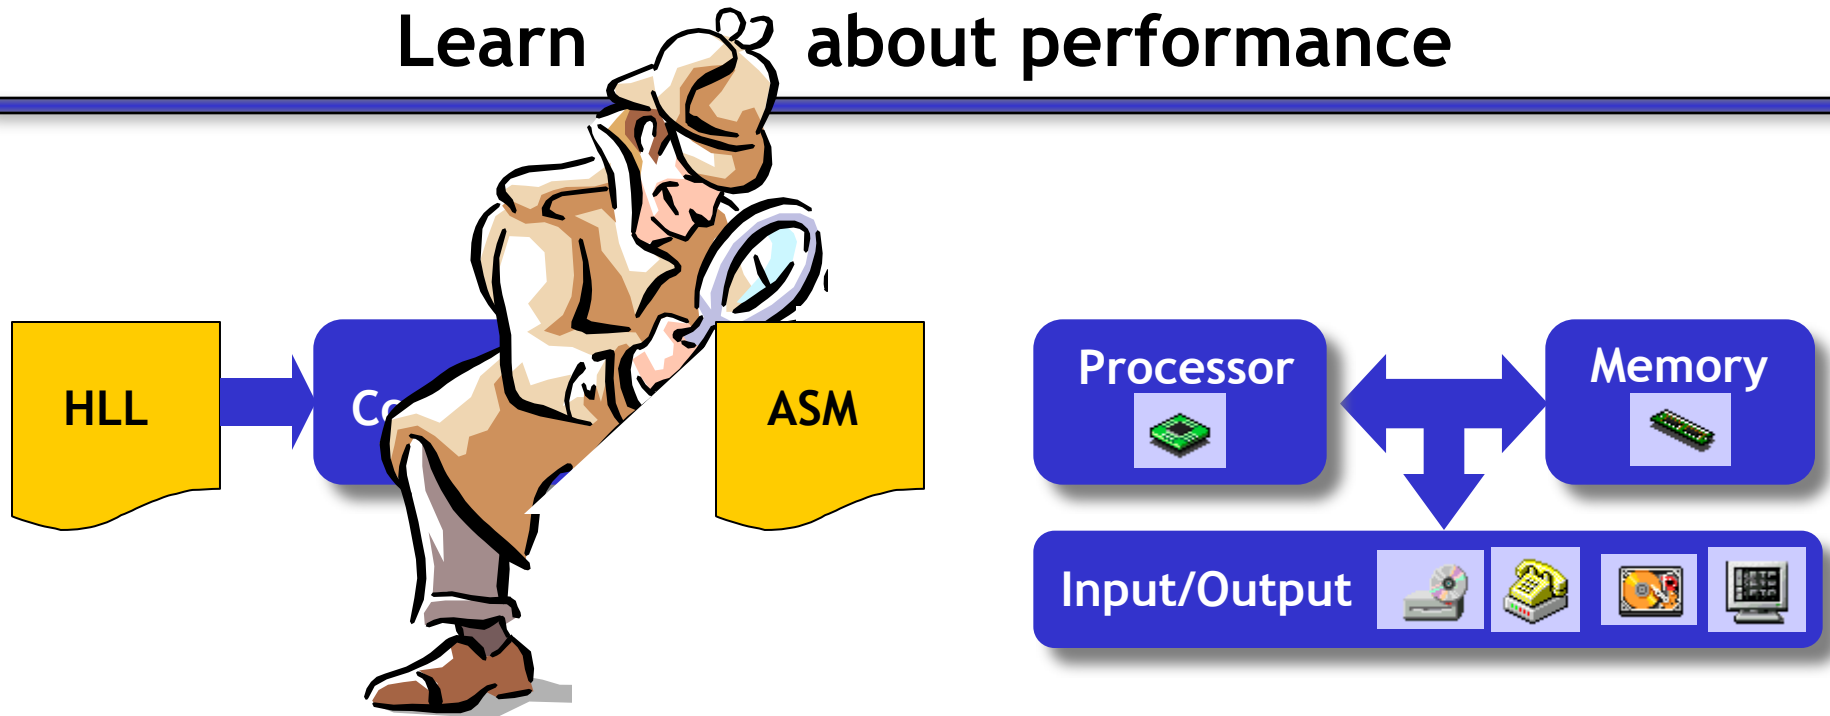 Learn about performance
HLL
ASM
Processor
Memory
Input/Output